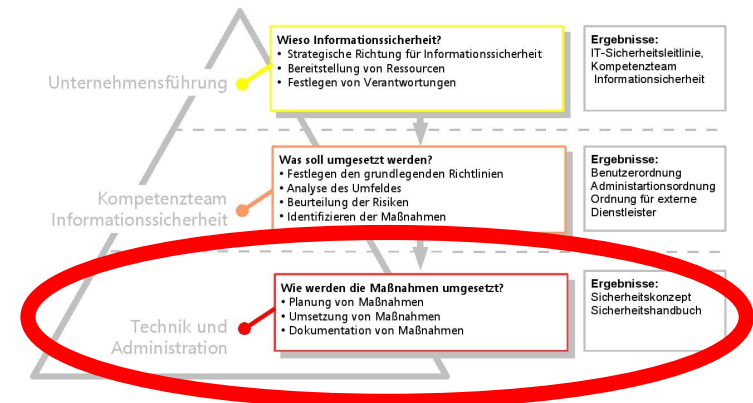 Wieso Informationssicherheit?
• Strategische Richtung für Informationssicherheit
• Bereitstellung von Ressourcen
• Festlegen von Verantwortungen
Ergebnisse:
IT-Sicherheitsleitlinie,
Kompetenzteam
Informationsicherheit
Unternehmensführung
Was soll umgesetzt werden?
• Festlegen den grundlegenden Richtlinien
• Analyse des Umfeldes
• Beurteilung der Risiken
• Identifizieren der Maßnahmen
Ergebnisse:
Benutzerordnung
Administartionsordnung
Ordnung für externe
Dienstleister
Kompetenzteam
Informationssicherheit
Wie werden die Maßnahmen umgesetzt?
• Planung von Maßnahmen
• Umsetzung von Maßnahmen
• Dokumentation von Maßnahmen
Ergebnisse:
Sicherheitskonzept
Sicherheitshandbuch
Technik und
Administration